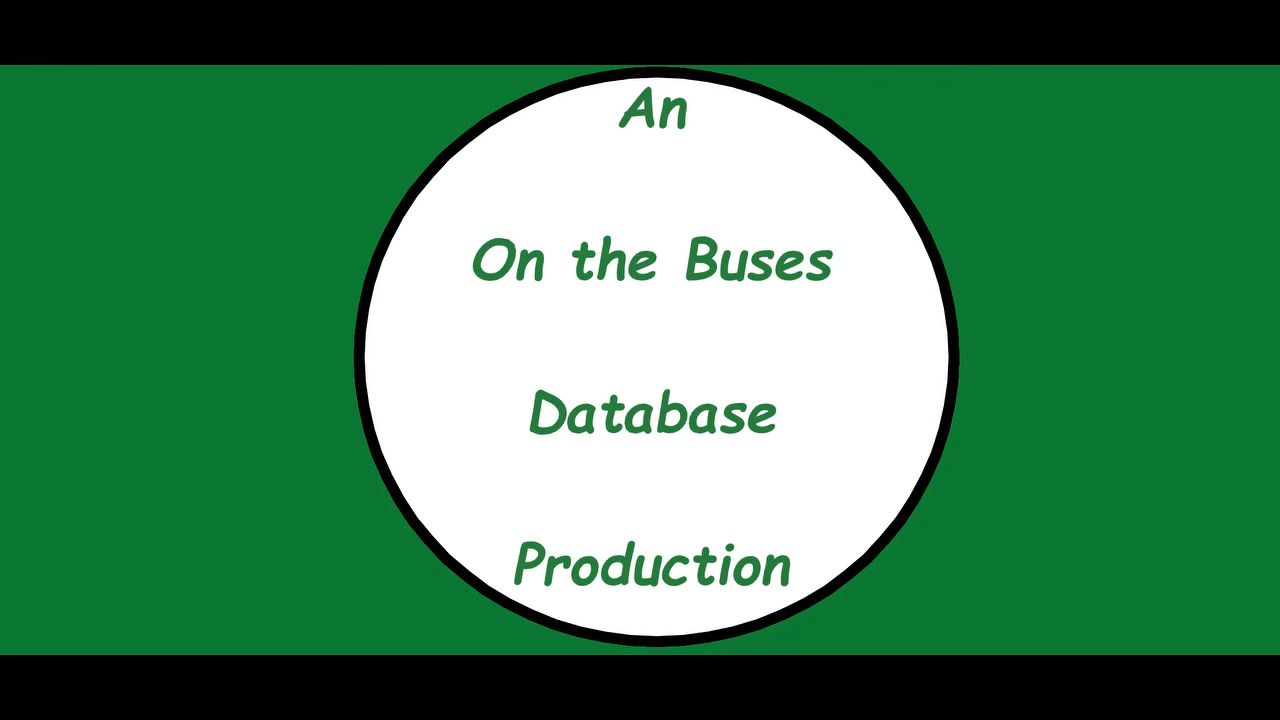 An
On the Buses
Database
Production